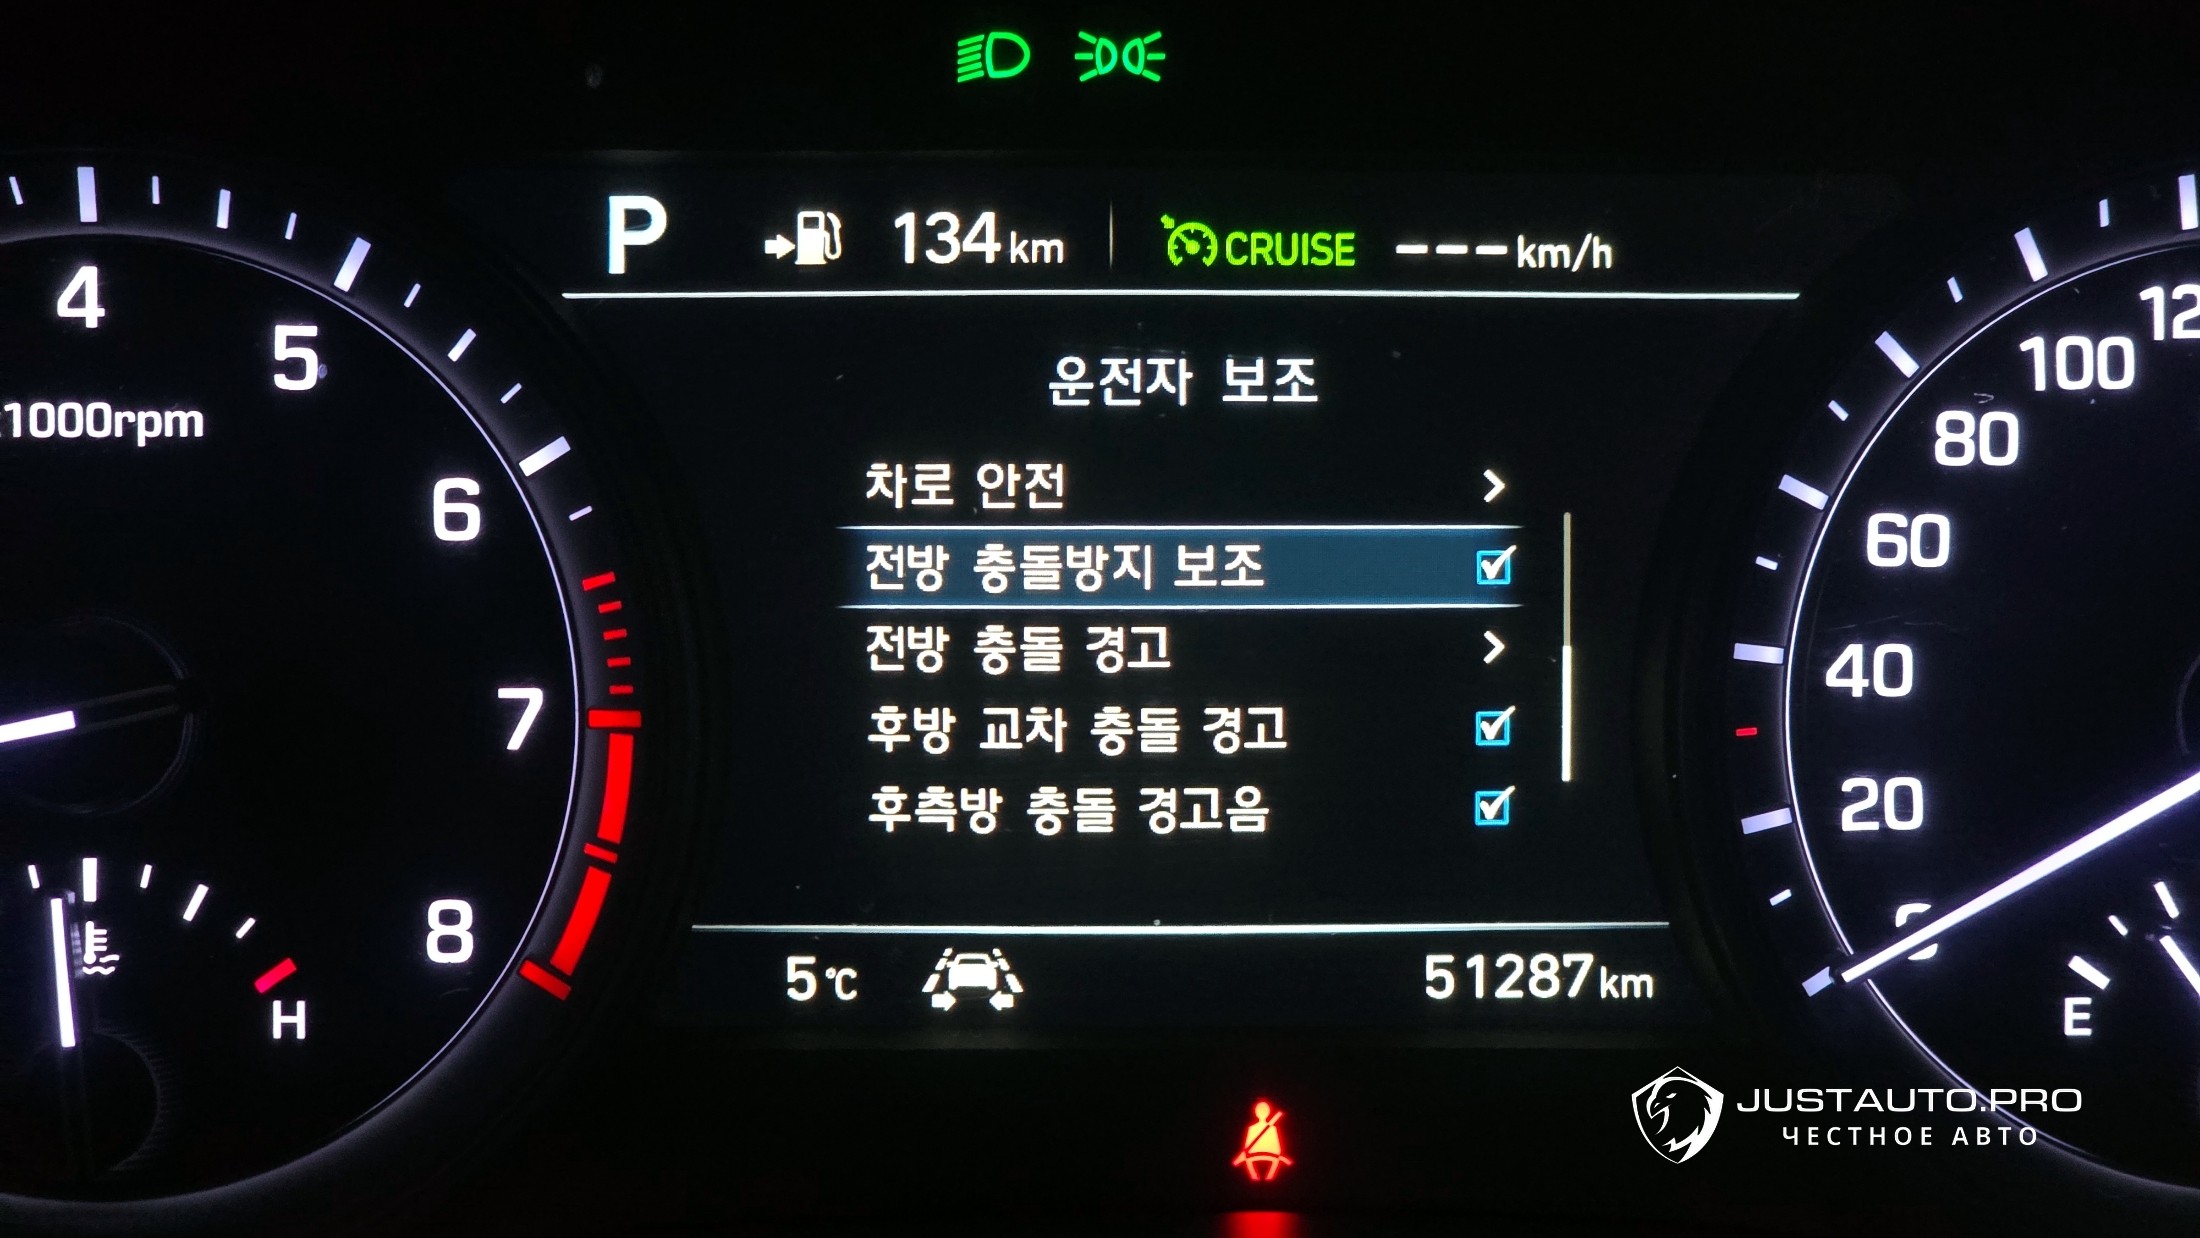 P 134km CRUISE ---km/h
운전자 보조
차로 안전
전방 충돌방지 보조
전방 충돌 경고
후방 교차 충돌 경고
후측방 충돌 경고음
5℃ 51287km
4
5
1000rpm
6
7
8
H
12
100
80
60
40
20
0
E
JUSTAUTO.PRO
ЧЕСТНОЕ АВТО